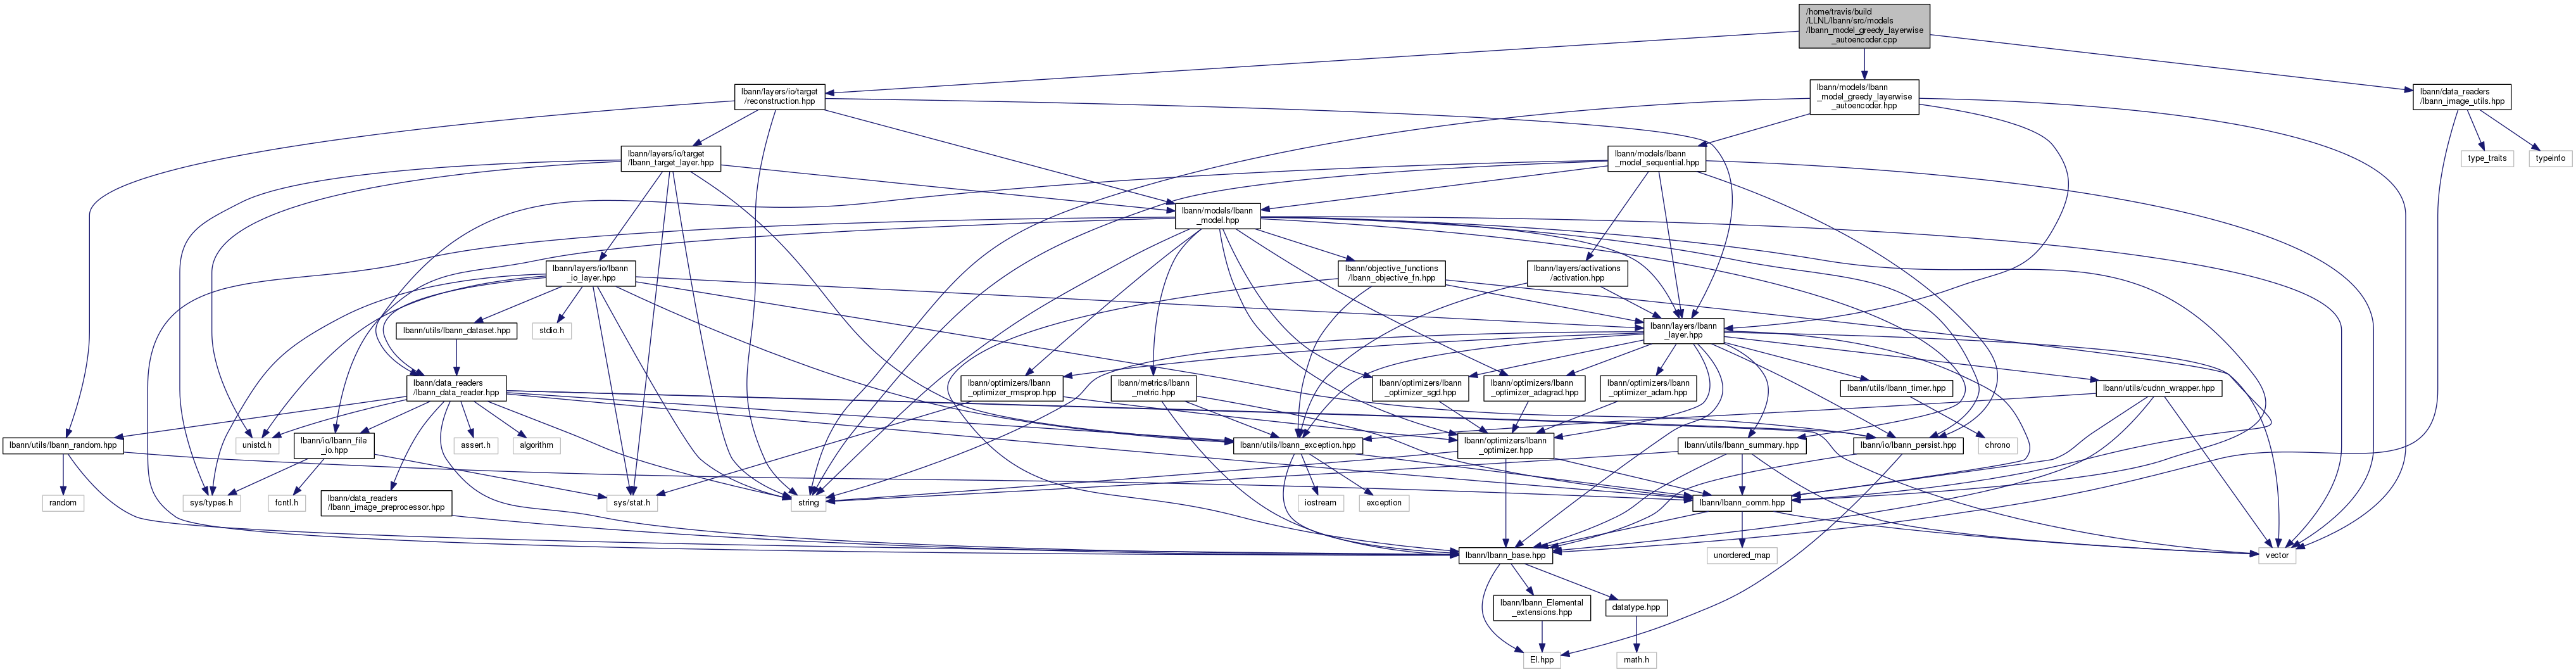 /home/travis/build
/LLNL/lbann/src/models
/lbann_model_greedy_layerwise
_autoencoder.cpp
lbann/layers/io/target
/reconstruction.hpp
lbann/models/lbann
_model_greedy_layerwise
_autoencoder.hpp
lbann/data_readers
/lbann_image_utils.hpp
lbann/layers/io/target
/lbann_target_layer.hpp
lbann/models/lbann
_model_sequential.hpp
type_traits
typeinfo
lbann/models/lbann
_model.hpp
lbann/layers/io/lbann
_io_layer.hpp
lbann/objective_functions
/lbann_objective_fn.hpp
lbann/layers/activations
/activation.hpp
lbann/utils/lbann_dataset.hpp
stdio.h
lbann/layers/lbann
_layer.hpp
lbann/data_readers
/lbann_data_reader.hpp
lbann/optimizers/lbann
_optimizer_rmsprop.hpp
lbann/metrics/lbann
_metric.hpp
lbann/optimizers/lbann
_optimizer_sgd.hpp
lbann/optimizers/lbann
_optimizer_adagrad.hpp
lbann/optimizers/lbann
_optimizer_adam.hpp
lbann/utils/lbann_timer.hpp
lbann/utils/cudnn_wrapper.hpp
lbann/utils/lbann_random.hpp
unistd.h
lbann/io/lbann_file
_io.hpp
assert.h
algorithm
lbann/utils/lbann_exception.hpp
lbann/optimizers/lbann
_optimizer.hpp
lbann/utils/lbann_summary.hpp
lbann/io/lbann_persist.hpp
chrono
random
sys/types.h
fcntl.h
lbann/data_readers
/lbann_image_preprocessor.hpp
sys/stat.h
string
iostream
exception
lbann/lbann_comm.hpp
lbann/lbann_base.hpp
unordered_map
vector
lbann/lbann_Elemental
_extensions.hpp
datatype.hpp
El.hpp
math.h